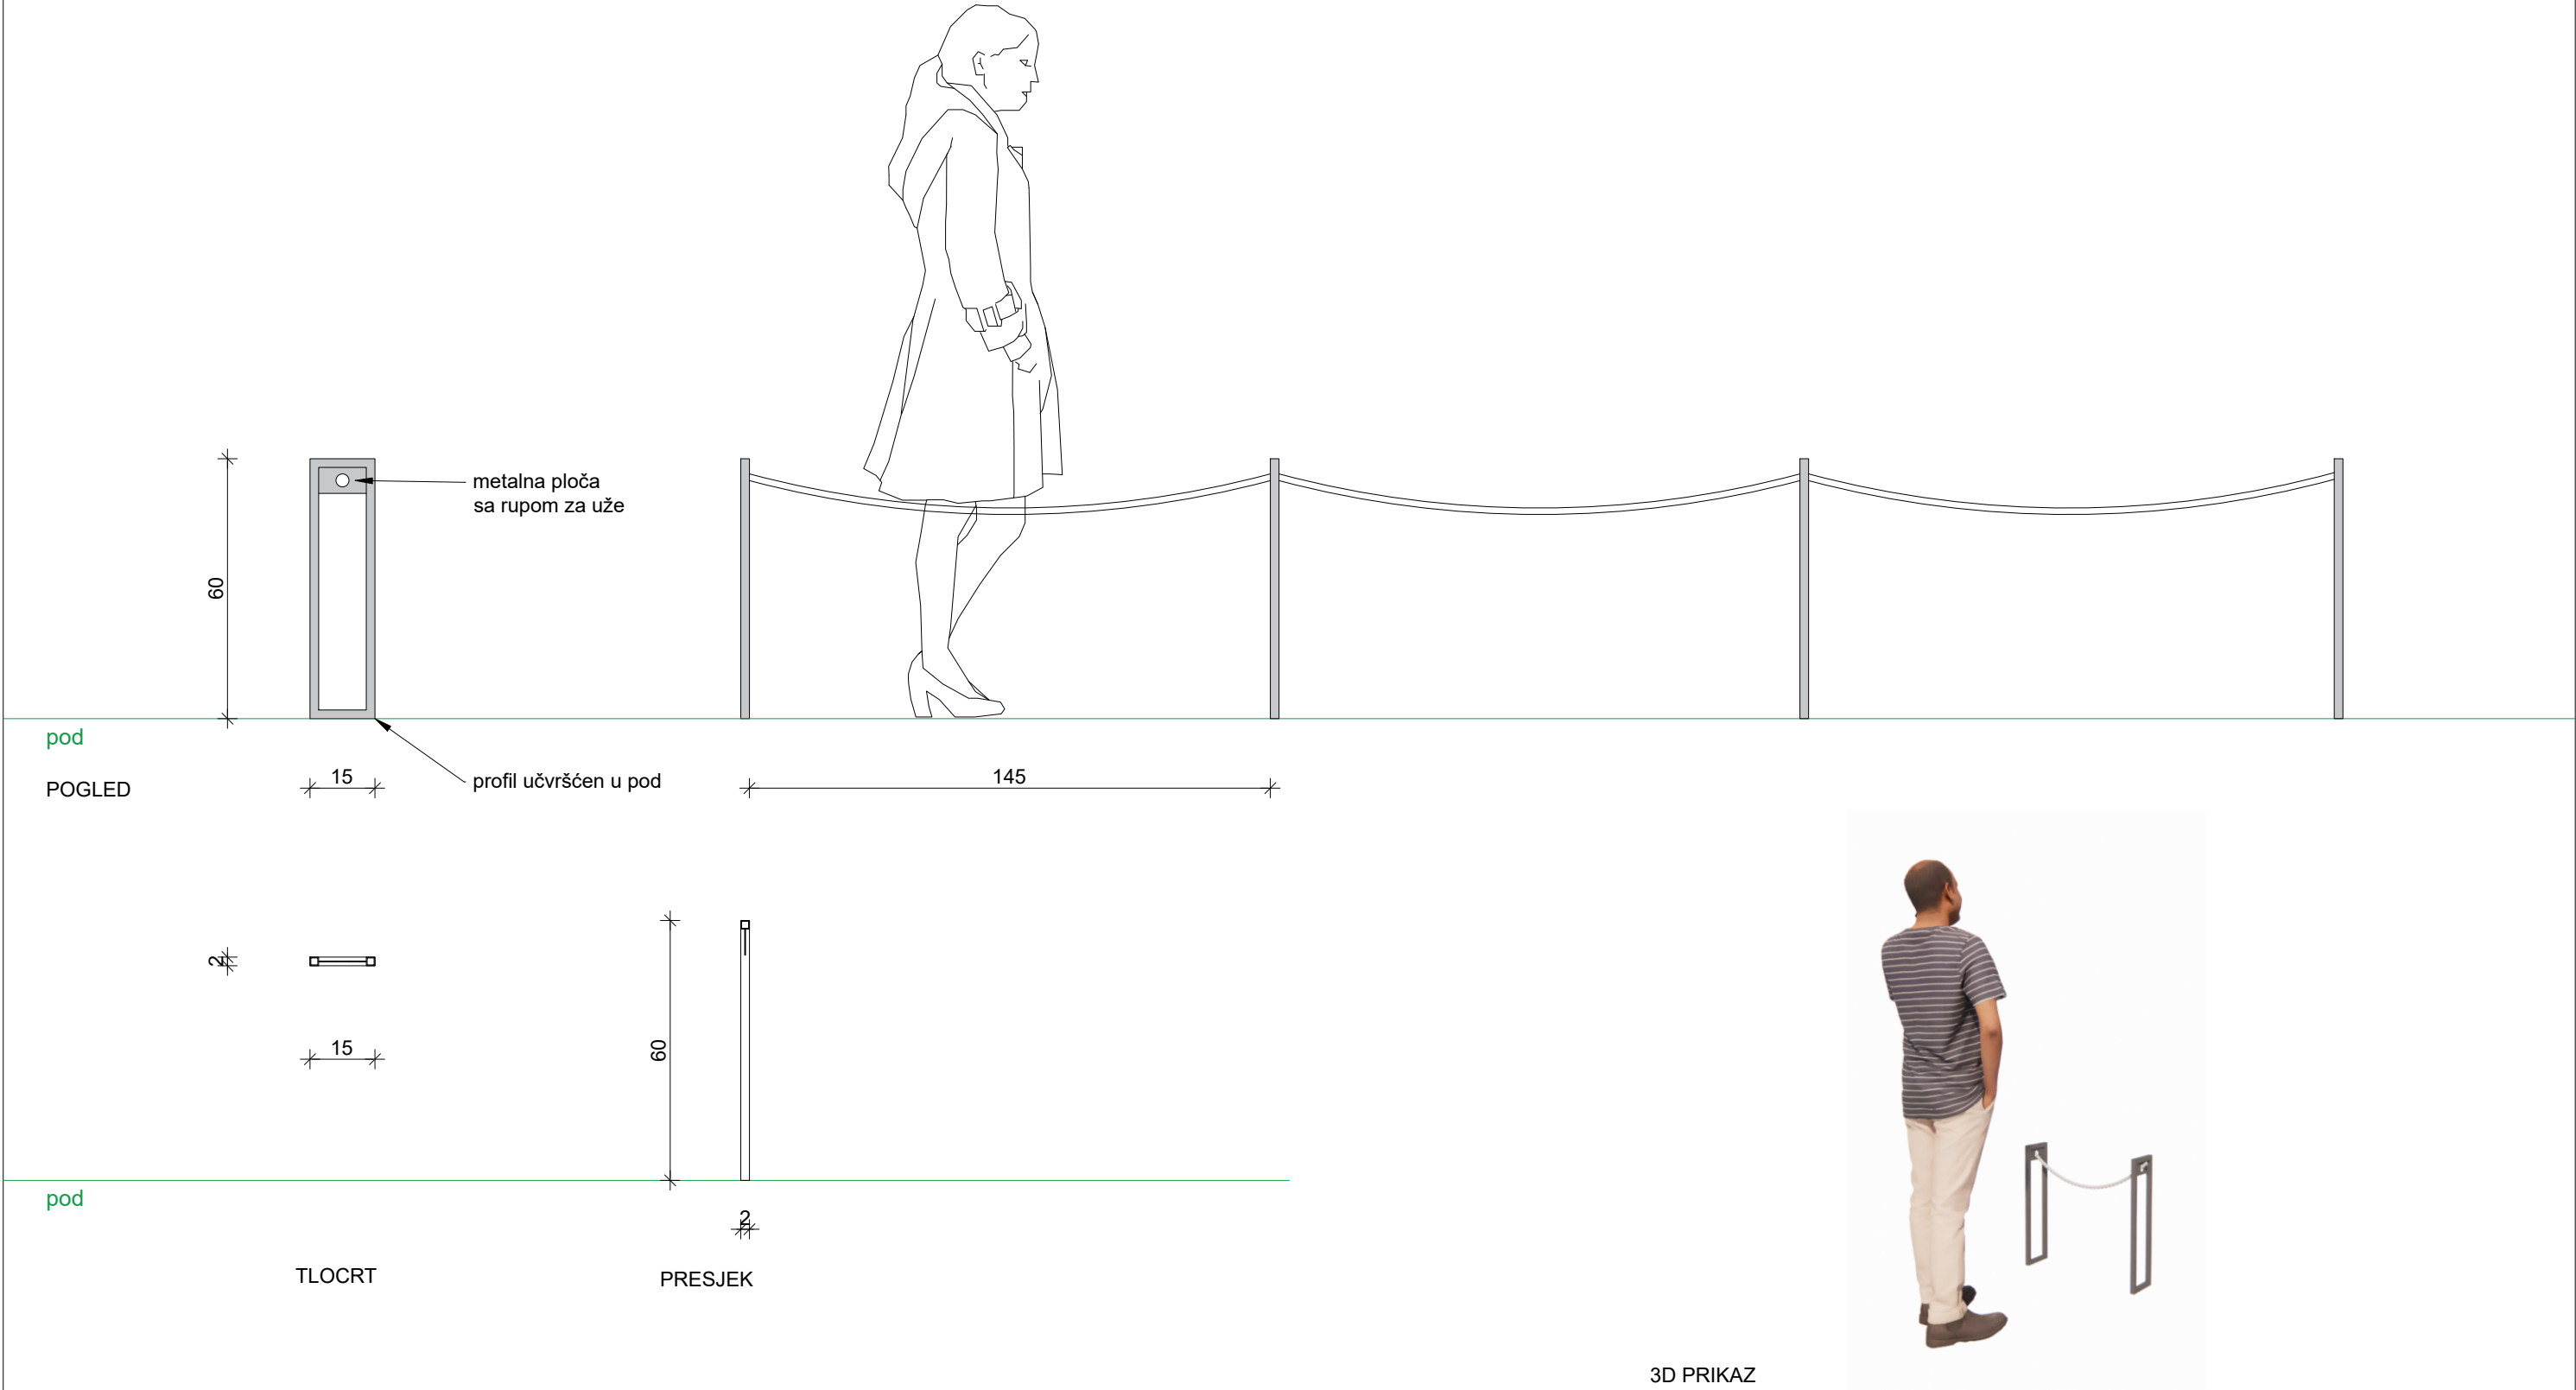 metalna ploča
sa rupom za uže
60
pod
POGLED
15
profil učvršćen u pod
145
2
15
60
pod
2
TLOCRT
PRESJEK
3D PRIKAZ